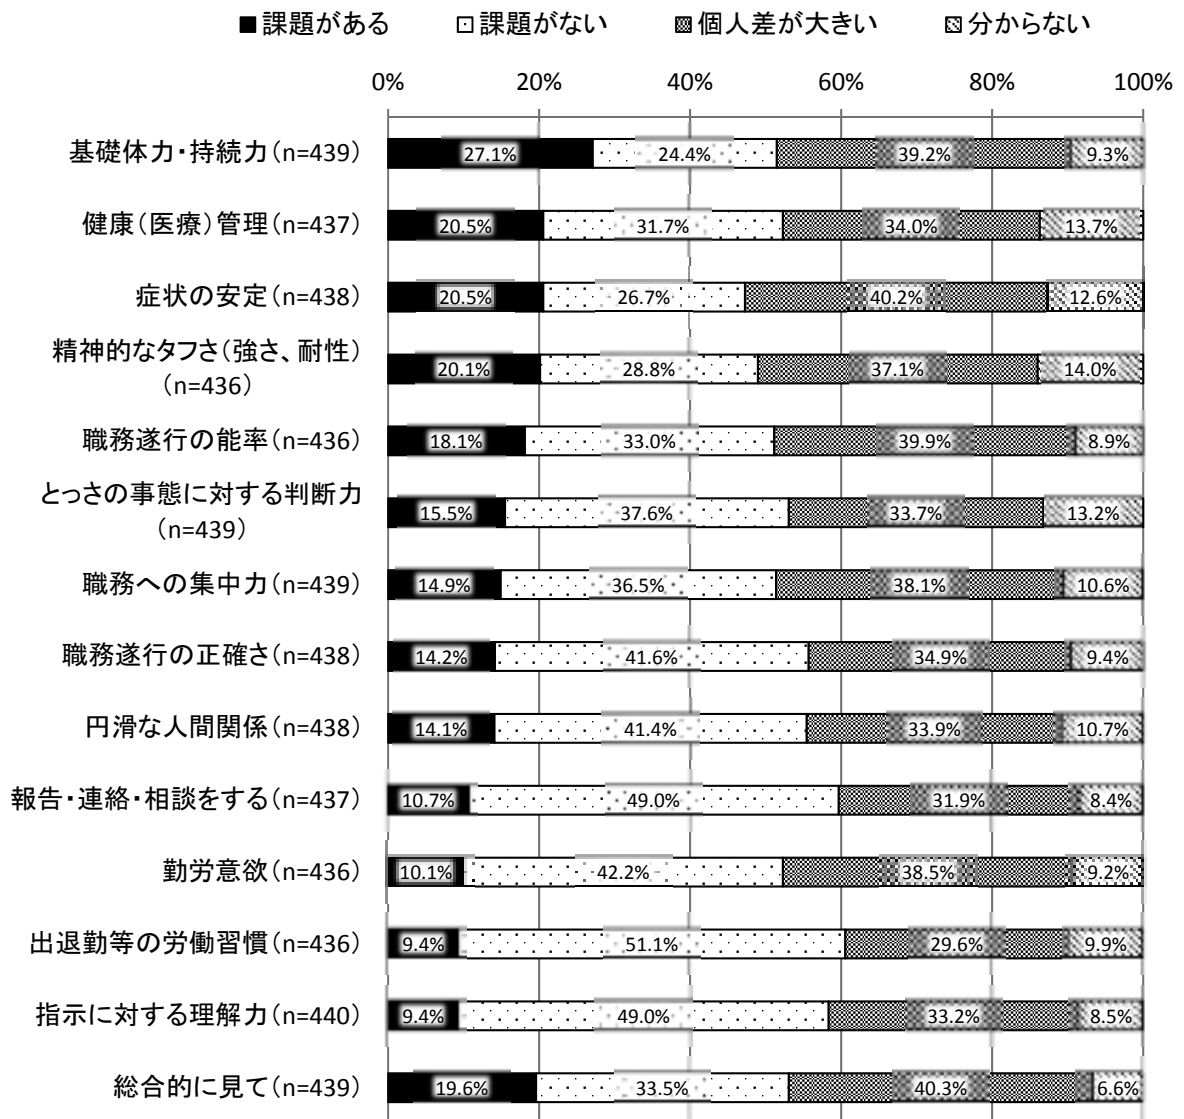 ■課題がある □課題がない ▩個人差が大きい ▧分からない
0% 20% 40% 60% 80% 100%
基礎体力・持続力(n=439) 27.1% 24.4% 39.2% 9.3%
健康(医療)管理(n=437) 20.5% 31.7% 34.0% 13.7%
症状の安定(n=438) 20.5% 26.7% 40.2% 12.6%
精神的なタフさ(強さ、耐性)
(n=436) 20.1% 28.8% 37.1% 14.0%
職務遂行の能率(n=436) 18.1% 33.0% 39.9% 8.9%
とっさの事態に対する判断力
(n=439) 15.5% 37.6% 33.7% 13.2%
職務への集中力(n=439) 14.9% 36.5% 38.1% 10.6%
職務遂行の正確さ(n=438) 14.2% 41.6% 34.9% 9.4%
円滑な人間関係(n=438) 14.1% 41.4% 33.9% 10.7%
報告・連絡・相談をする(n=437) 10.7% 49.0% 31.9% 8.4%
勤労意欲(n=436) 10.1% 42.2% 38.5% 9.2%
出退勤等の労働習慣(n=436) 9.4% 51.1% 29.6% 9.9%
指示に対する理解力(n=440) 9.4% 49.0% 33.2% 8.5%
総合的に見て(n=439) 19.6% 33.5% 40.3% 6.6%